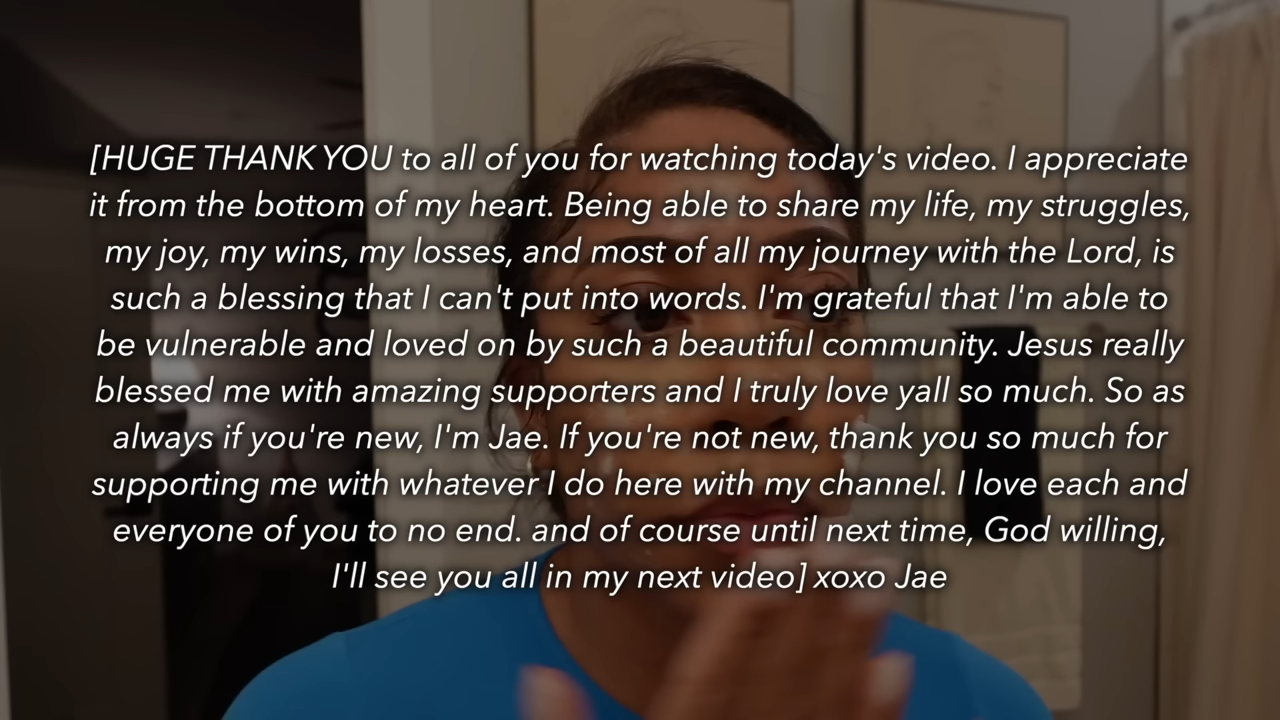 [HUGE THANK YOU to all of you for watching today's video. I appreciate
it from the bottom of my heart. Being able to share my life, my struggles,
my joy, my wins, my losses, and most of all my journey with the Lord, is
such a blessing that I can't put into words. I'm grateful that I'm able to
be vulnerable and loved on by such a beautiful community. Jesus really
blessed me with amazing supporters and I truly love yall so much. So as
always if you're new, I'm Jae. If you're not new, thank you so much for
supporting me with whatever I do here with my channel. I love each and
everyone of you to no end. and of course until next time, God willing,
I'll see you all in my next video] xoxo Jae